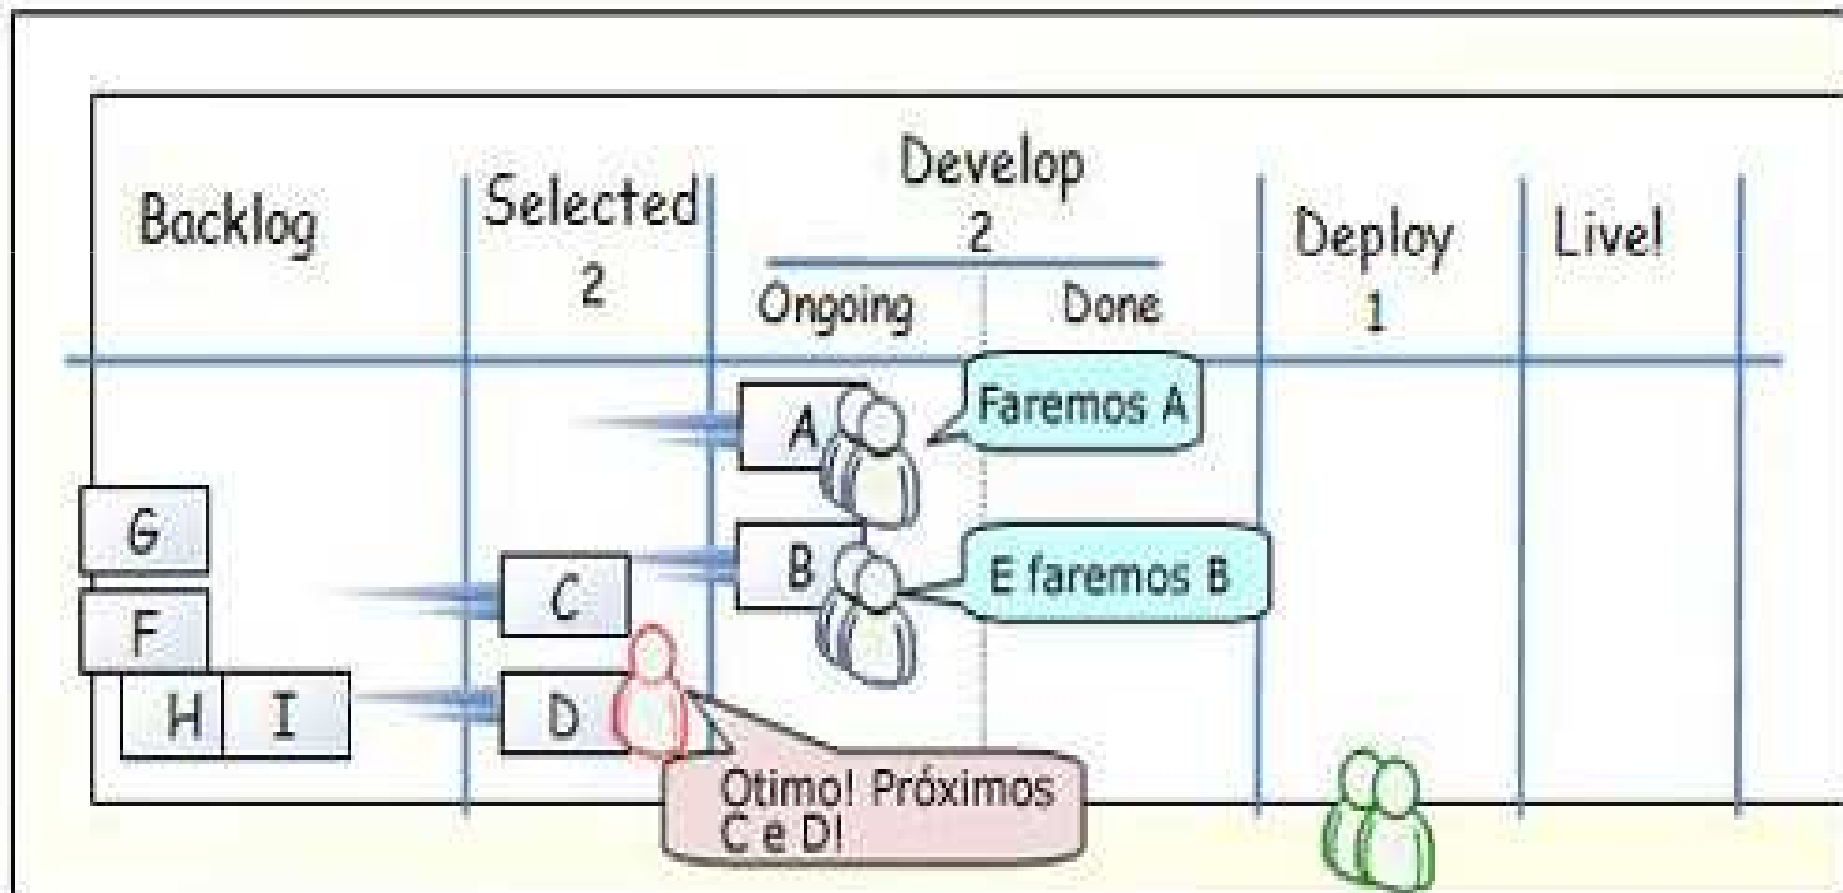 Backlog
Selected
2
Develop
2
Ongoing
Done
Deploy
1
Live!
A
Faremos A
G
B
E faremos B
C
F
H
I
D
Otimo! Próximos
C e D!